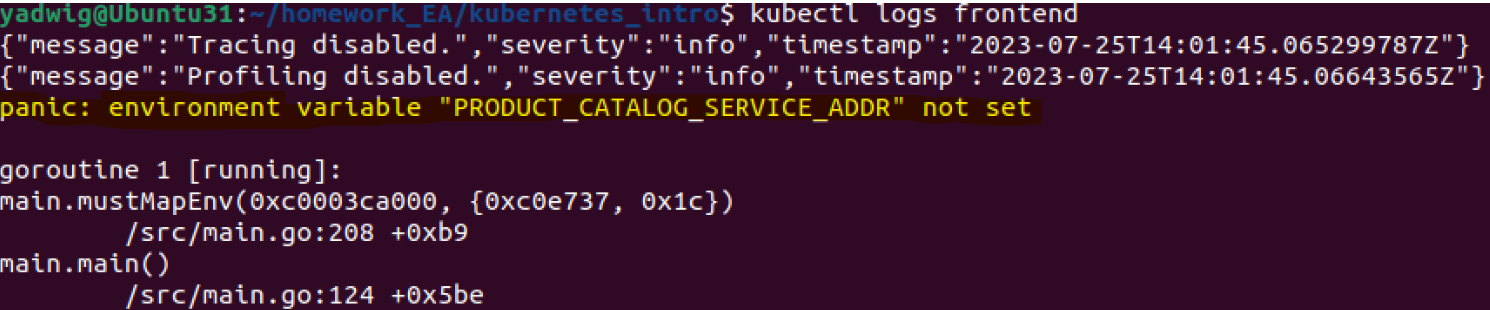 yadwig@Ubuntu31:~/homework_EA/kubernetes_intro$ kubectl logs frontend
{"message":"Tracing disabled.","severity":"info","timestamp":"2023-07-25T14:01:45.065299787Z"}
{"message":"Profiling disabled.","severity":"info","timestamp":"2023-07-25T14:01:45.06643565Z"}
panic: environment variable "PRODUCT_CATALOG_SERVICE_ADDR" not set
goroutine 1 [running]:
main.mustMapEnv(0xc0003ca000, {0xc0e737, 0x1c})
/src/main.go:208 +0xb9
main.main()
/src/main.go:124 +0x5be